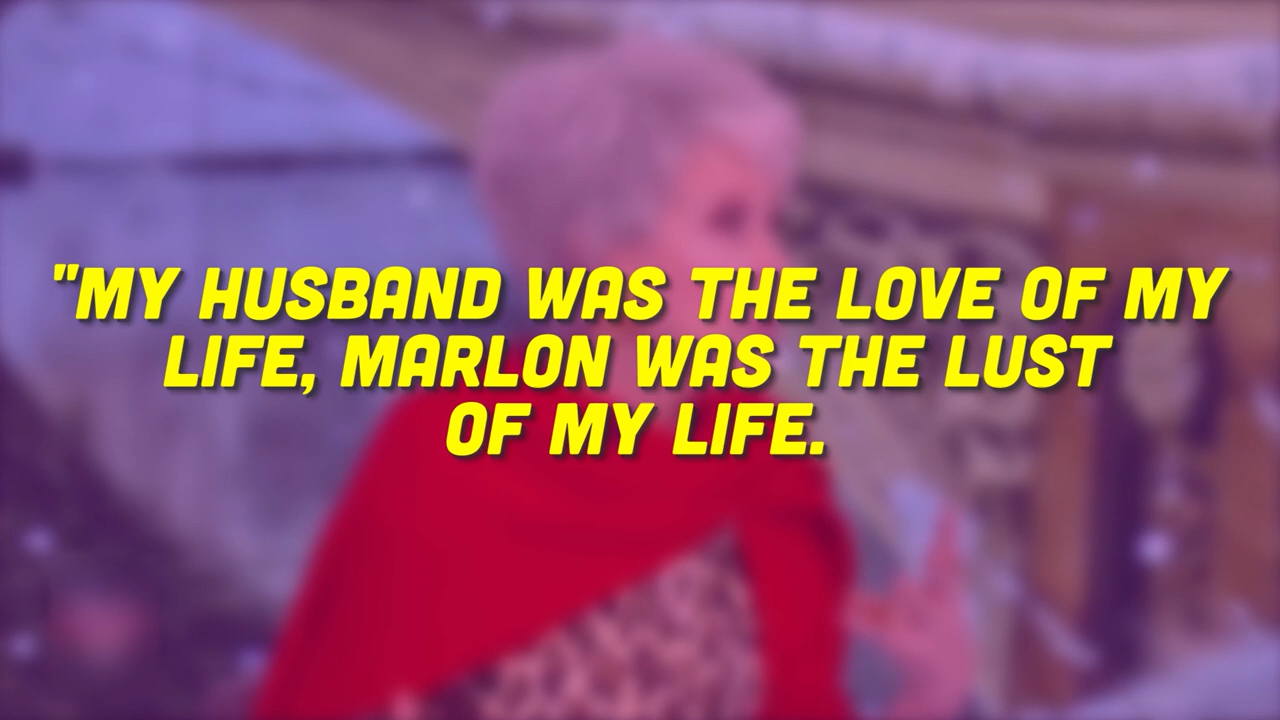 "MY HUSBAND WAS THE LOVE OF MY
LIFE, MARLON WAS THE LUST
OF MY LIFE.